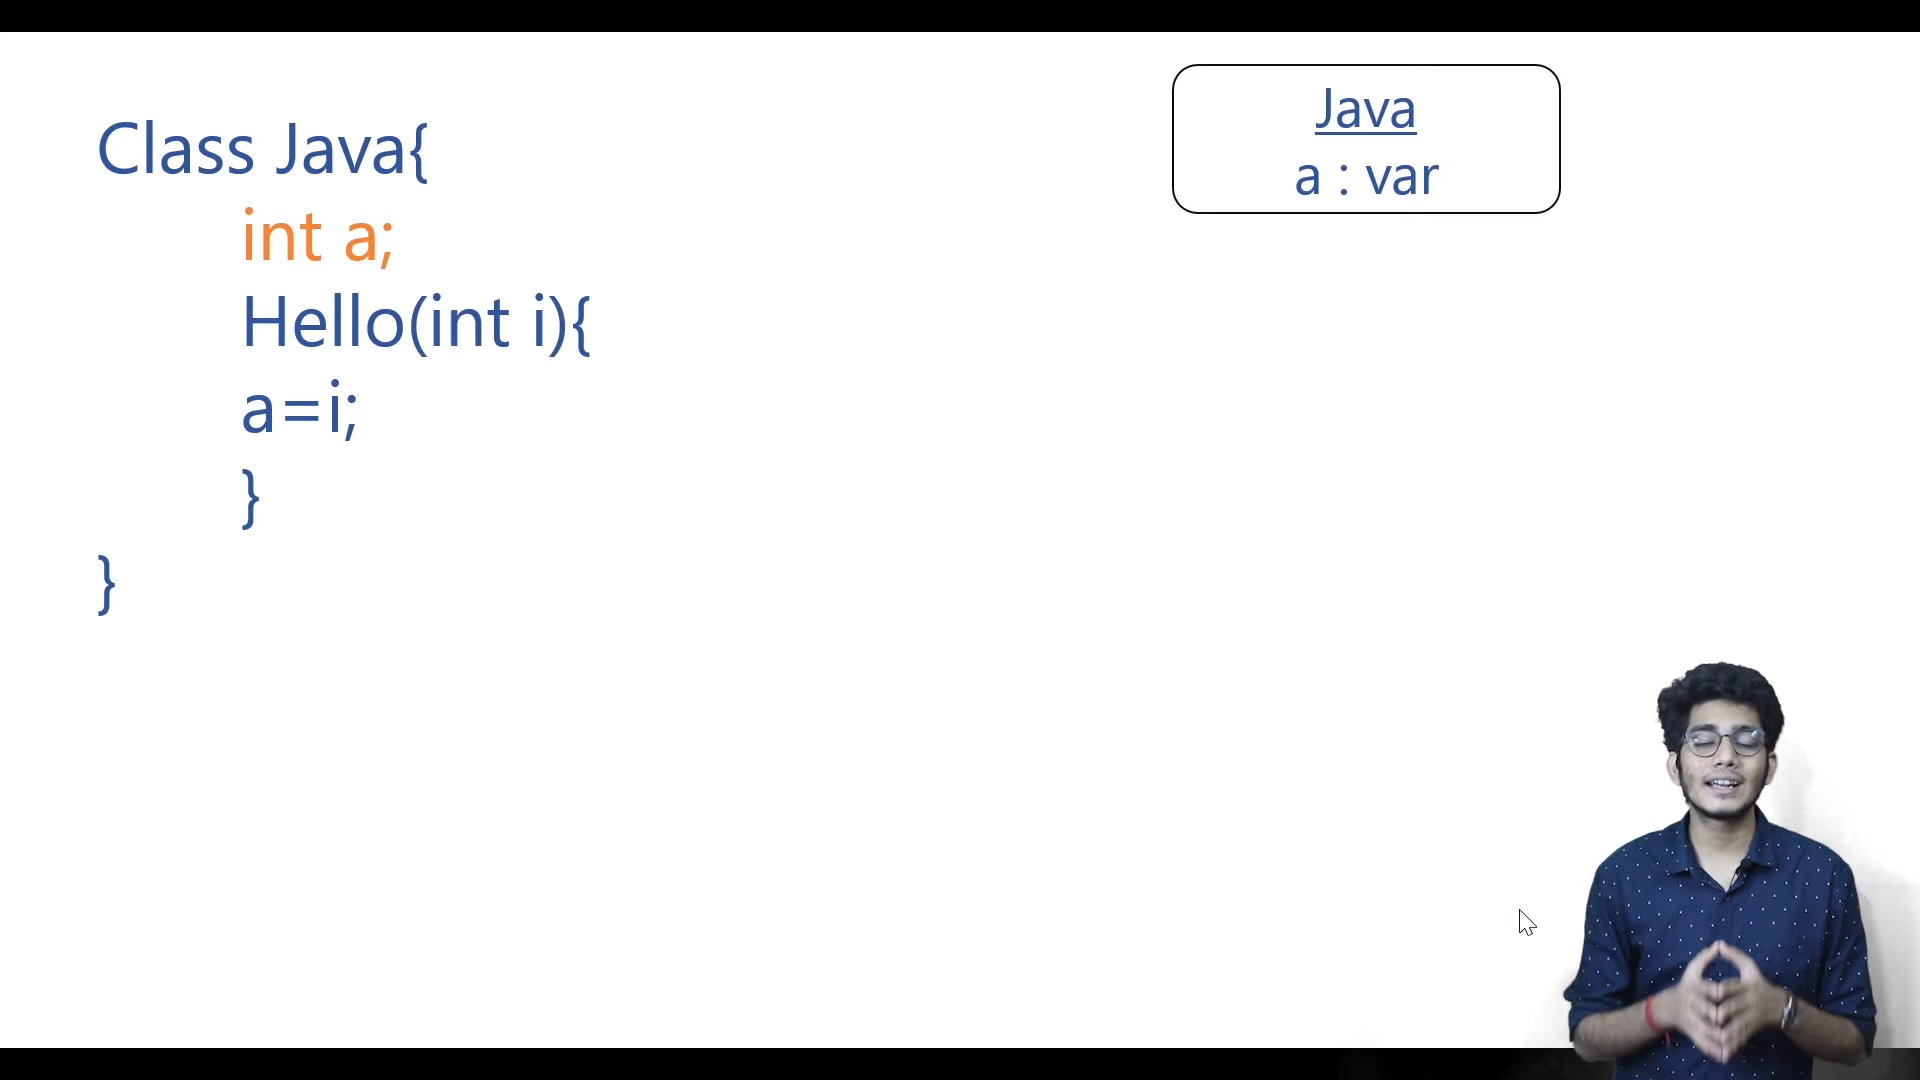 Class Java{
int a;
Hello(int i){
a=i;
}
}
Java
a : var